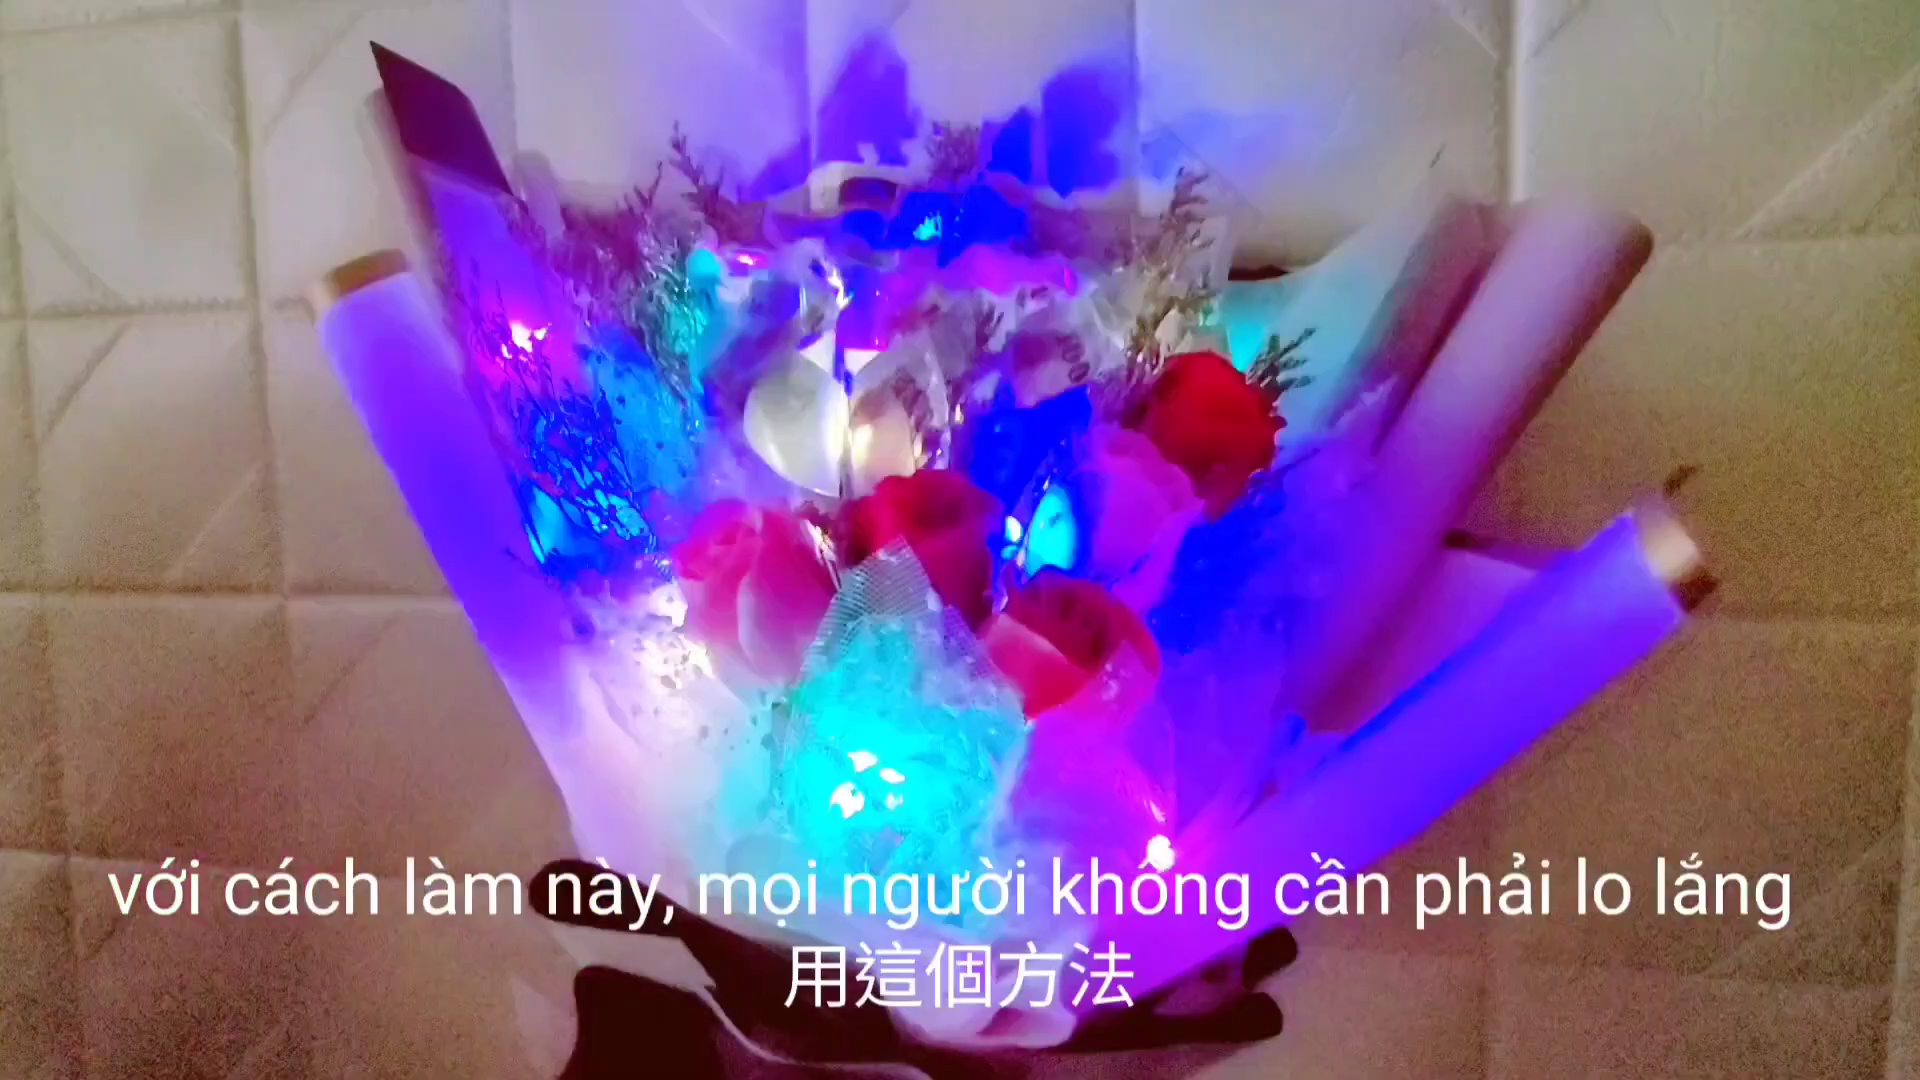 với cách làm này, mọi người không cần phải lo lắng
用這個方法